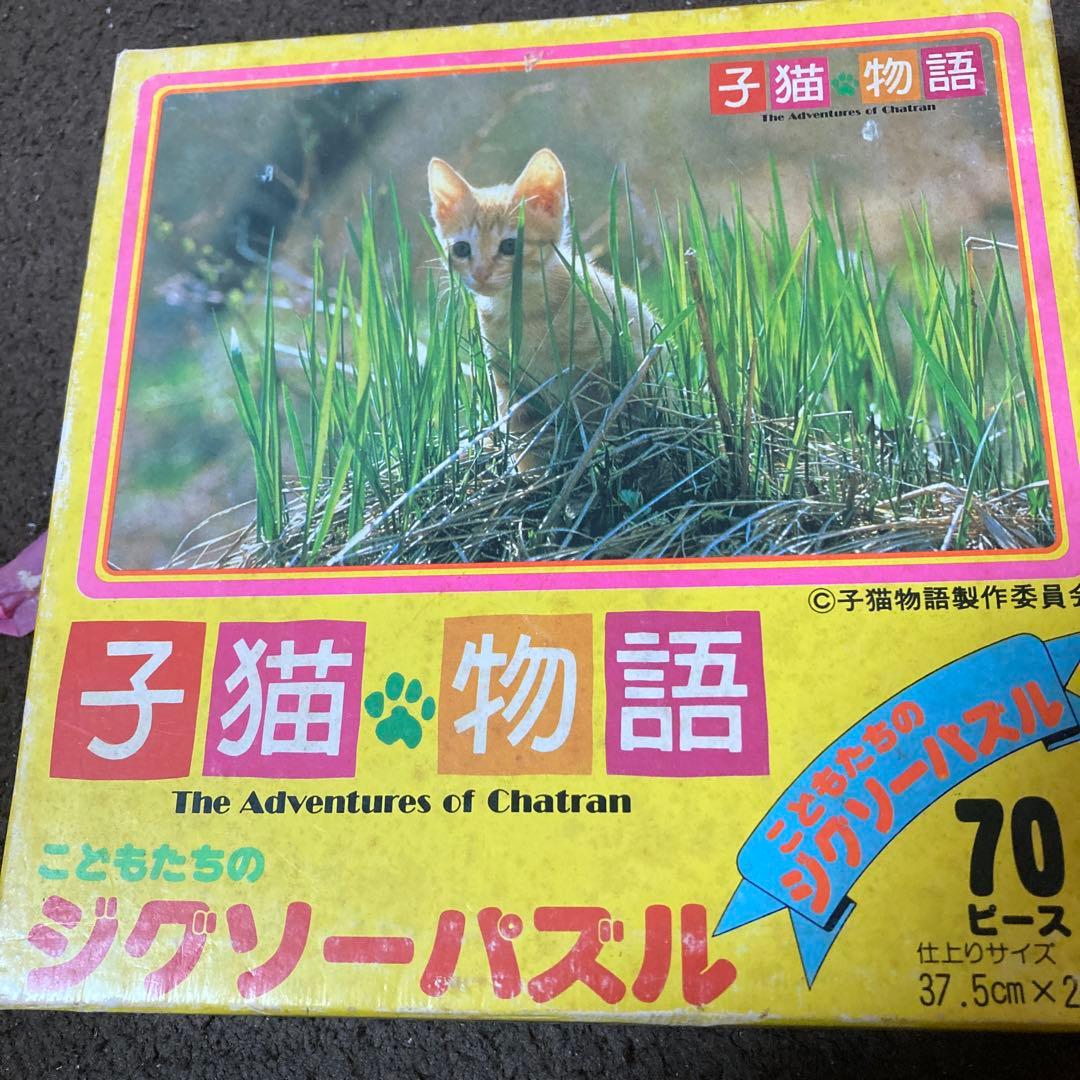 子猫物語
The Adventures of Chatran
©子猫物語製作委員会
子猫物語
The Adventures of Chatran
こどもたちの
ジグソーパズル
こどもたちの
ジグソーパズル
70
ピース
仕上りサイズ
37.5cm×2